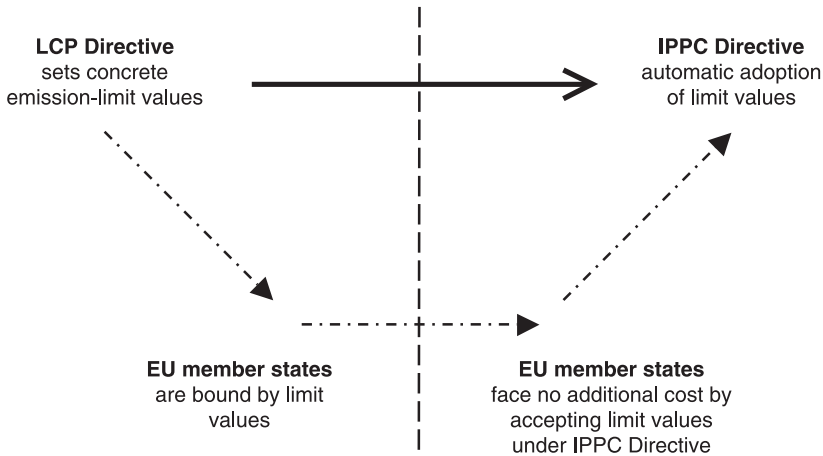 LCP Directive
sets concrete
emission-limit values
IPPC Directive
automatic adoption
of limit values
EU member states
are bound by limit
values
EU member states
face no additional cost by
accepting limit values
under IPPC Directive